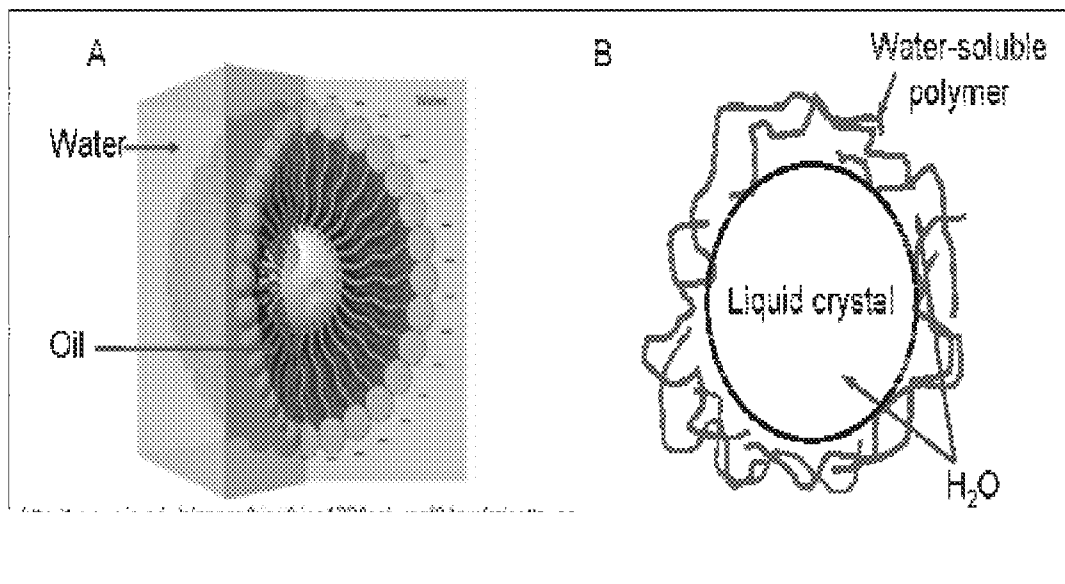 A
Water
Oil
B
Water-soluble
polymer
Liquid crystal
H₂O